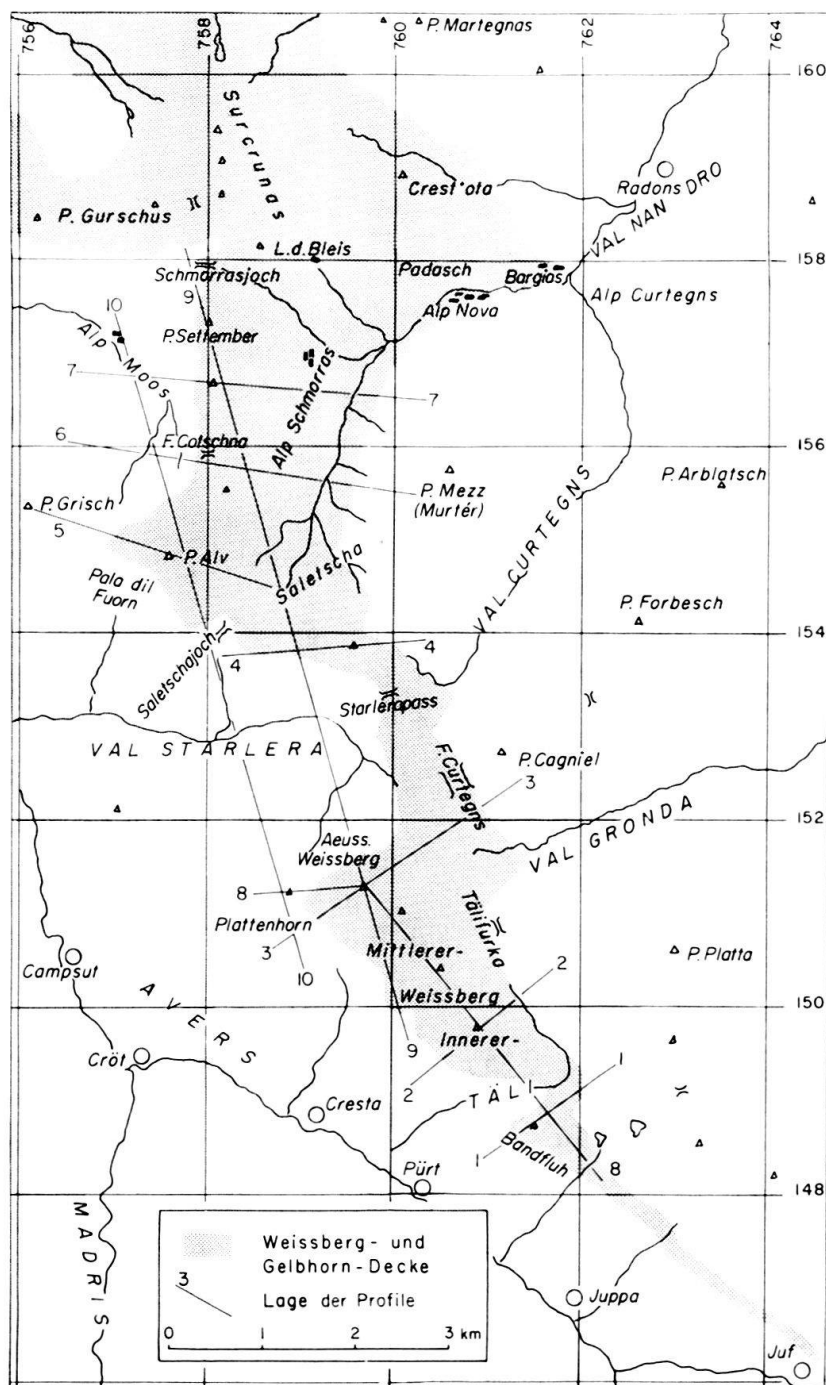 756
758
760
762
764
P. Martegnas
160
Surcrunas
Crest'ota
Radons
VAL NANDRO
P. Gurschus
L.d. Bleis
158
Schmorrasjoch
Padasch
Bargias
10
9
Alp Nova
Alp Curtegns
P. Settember
Alp Moos
7
7
Alp Schmorras
6
F. Cotschna
156
P. Mezz
(Murtér)
P. Arblatsch
P. Grisch
5
P. Alv
Saletscha
VAL CURTEGNS
Pala dil
Fuorn
P. Forbesch
154
Saletschajoch
4
4
Starlerapass
VAL STARLERA
F. Curtegns
P. Cagniel
3
152
VAL GRONDA
Aeuss.
Weissberg
8
Plattenhorn
Tälifurka
3
10
Mittlerer-
Weissberg
2
P. Platta
Campsut
AVERS
150
Innerer-
9
Cröt
2
TÄLI
1
Cresta
1
Bandfluh
8
Pürt
148
MADRIS
Weissberg- und
Gelbhorn-Decke
3
Lage der Profile
0 1 2 3 km
Juppa
Juf